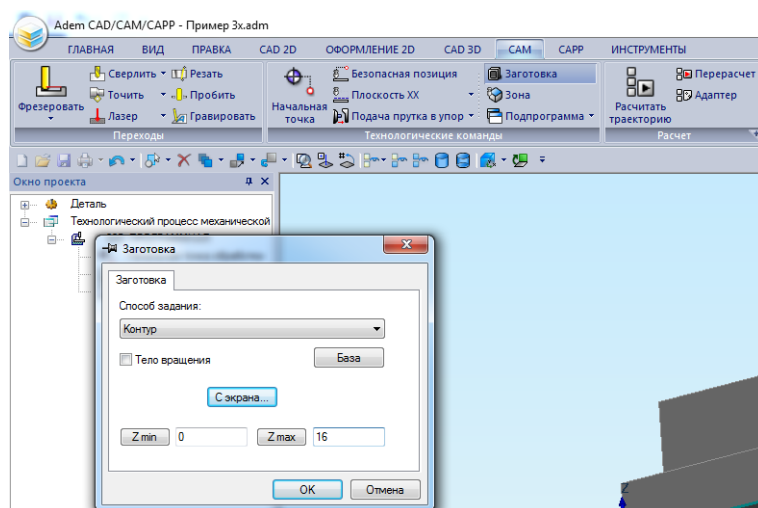 Adem CAD/CAM/CAPP - Пример 3x.adm
ГЛАВНАЯ ВИД ПРАВКА CAD 2D ОФОРМЛЕНИЕ 2D CAD 3D CAM CAPP ИНСТРУМЕНТЫ
Фрезеровать Сверлить Резать Начальная точка Безопасная позиция Заготовка Рассчитать траекторию Перерасчет
Точить Пробить Плоскость XX Зона Адаптер
Лазер Гравировать Подача прутка в упор Подпрограмма
Переходы Технологические команды Расчет
Окно проекта
Деталь
Технологический процесс механической
Заготовка
Заготовка
Способ задания:
Контур
Тело вращения База
С экрана...
Z min 0 Z max 16
OK Отмена
Z